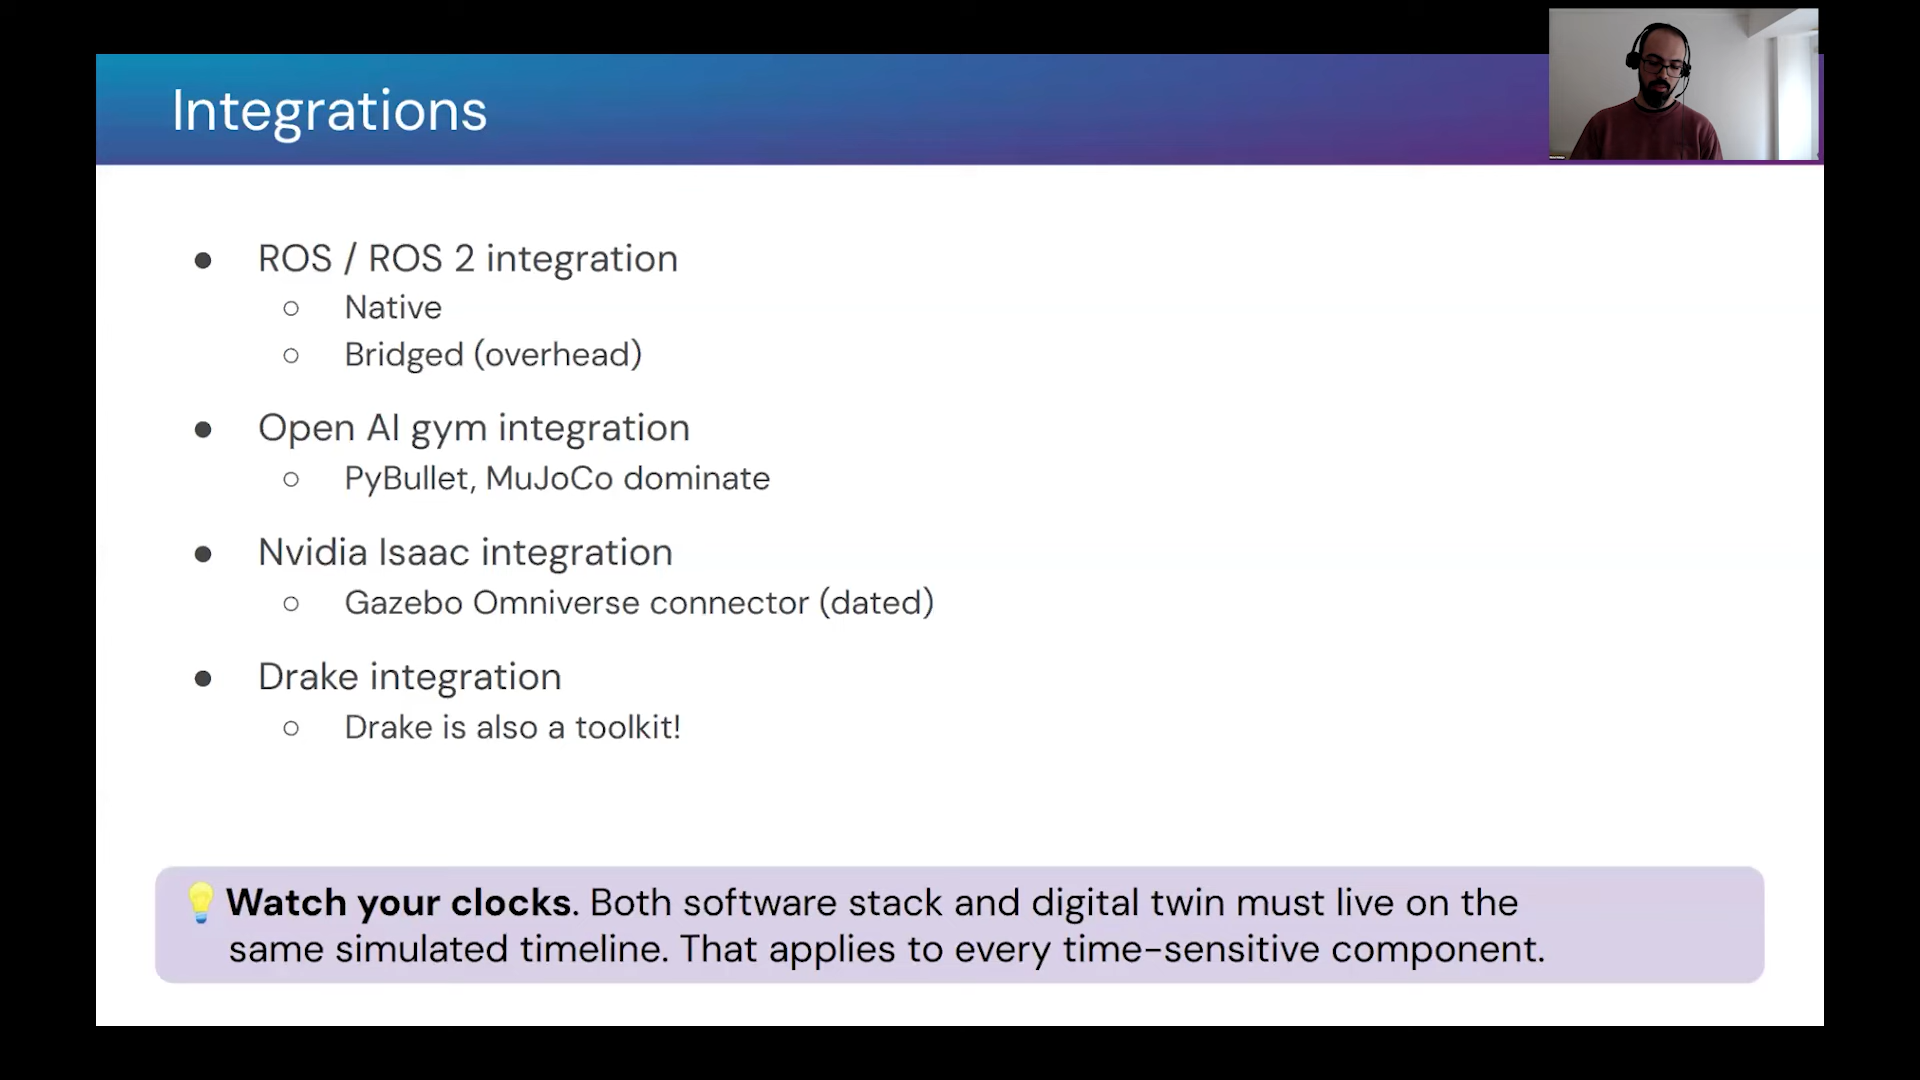 Integrations
● ROS / ROS 2 integration
○ Native
○ Bridged (overhead)
● Open AI gym integration
○ PyBullet, MuJoCo dominate
● Nvidia Isaac integration
○ Gazebo Omniverse connector (dated)
● Drake integration
○ Drake is also a toolkit!
💡Watch your clocks. Both software stack and digital twin must live on the
same simulated timeline. That applies to every time-sensitive component.